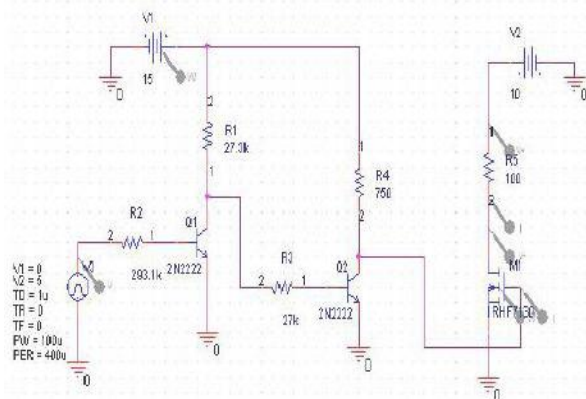 V1
15
0
V2
10
0
2
R1
27.3k
1
1
R4
750
2
1
R5
100
2
R2
2
1
293.1k
Q1
2N2222
R3
2
1
27k
Q2
2N2222
M1
V1 = 0
V2 = 5
TD = 1u
TR = 0
TF = 0
PW = 100u
PER = 400u
0
0
0
0